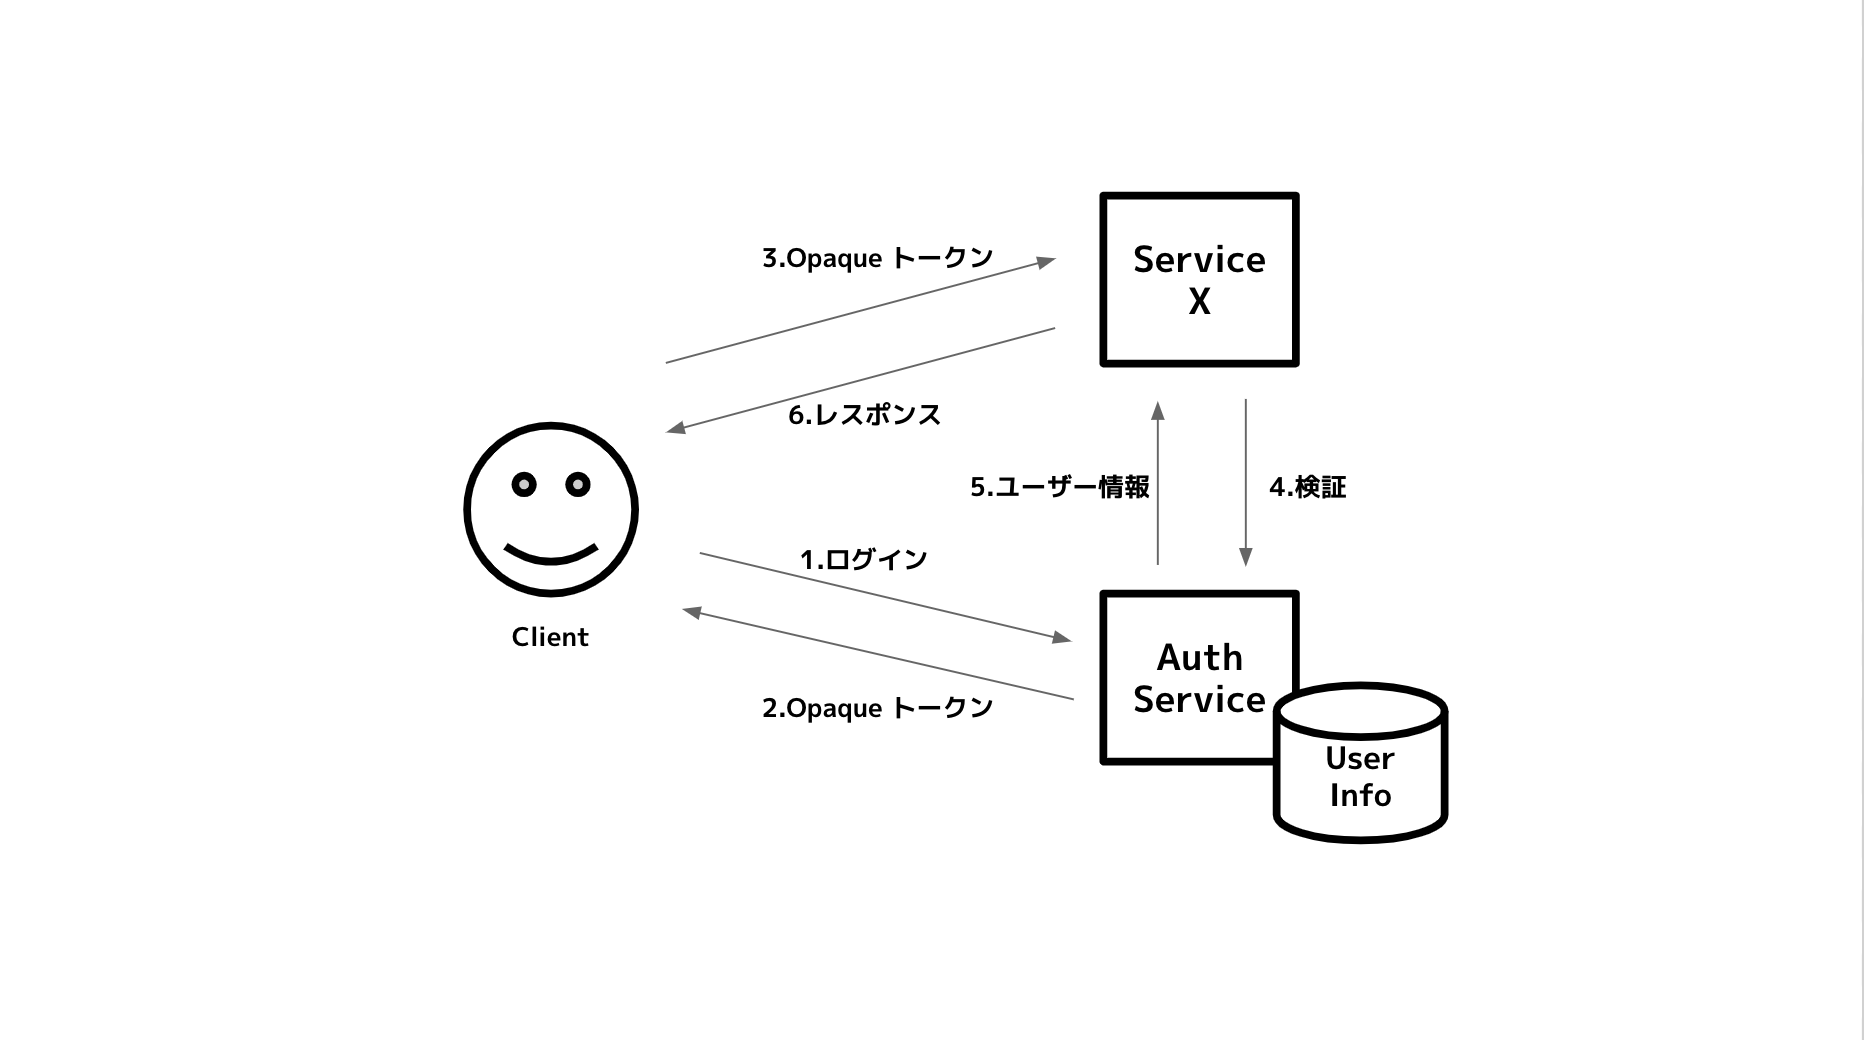 3.Opaque トークン
Service
X
6.レスポンス
5.ユーザー情報
4.検証
1.ログイン
Client
2.Opaque トークン
Auth
Service
User
Info